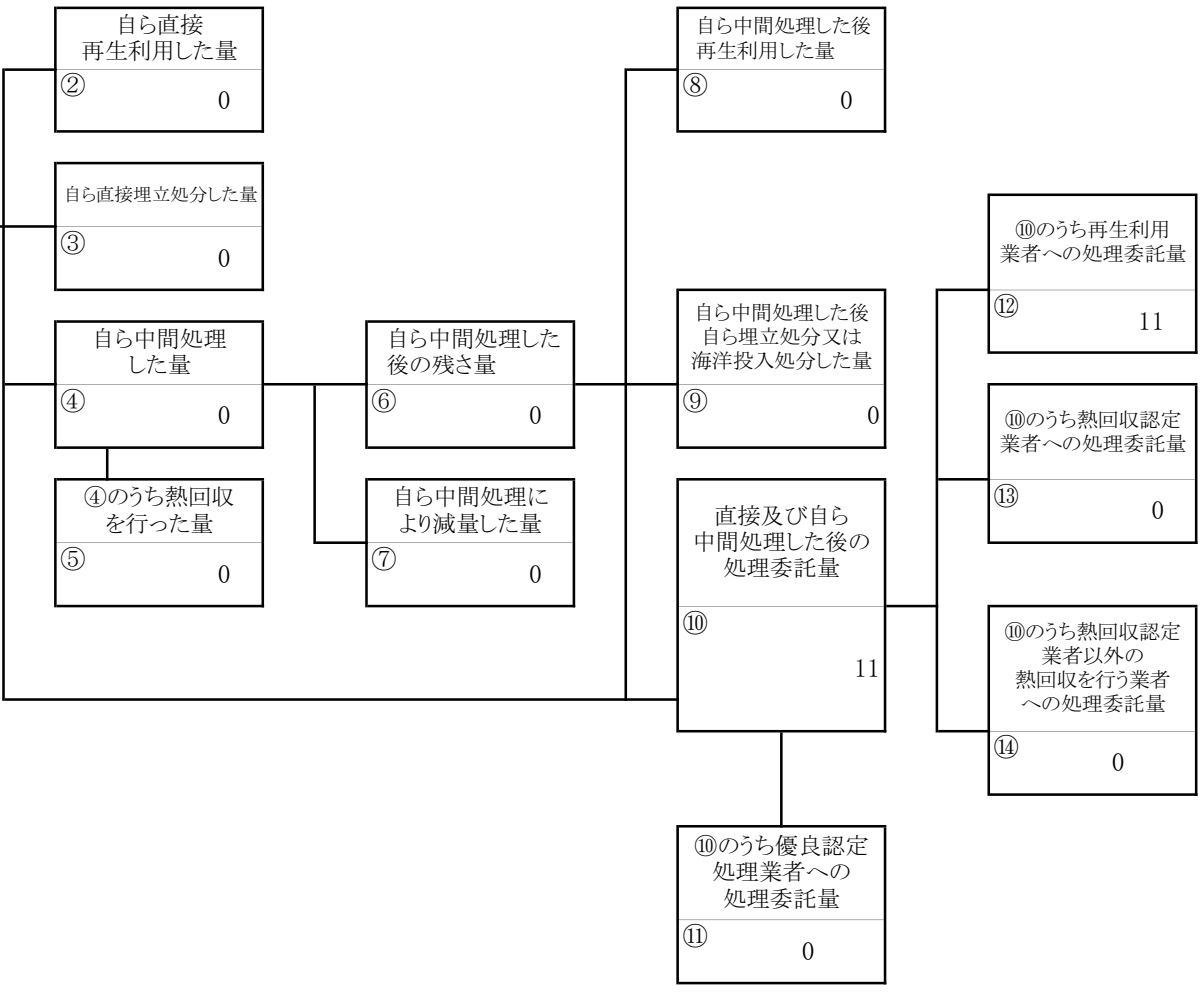 自ら直接
再生利用した量
②
0
自ら直接埋立処分した量
③
0
自ら中間処理
した量
④
0
④のうち熱回収
を行った量
⑤
0
自ら中間処理した
後の残さ量
⑥
0
自ら中間処理に
より減量した量
⑦
0
自ら中間処理した後
再生利用した量
⑧
0
自ら中間処理した後
自ら埋立処分又は
海洋投入処分した量
⑨
0
直接及び自ら
中間処理した後の
処理委託量
⑩
11
⑩のうち優良認定
処理業者への
処理委託量
⑪
0
⑩のうち再生利用
業者への処理委託量
⑫
11
⑩のうち熱回収認定
業者への処理委託量
⑬
0
⑩のうち熱回収認定
業者以外の
熱回収を行う業者
への処理委託量
⑭
0